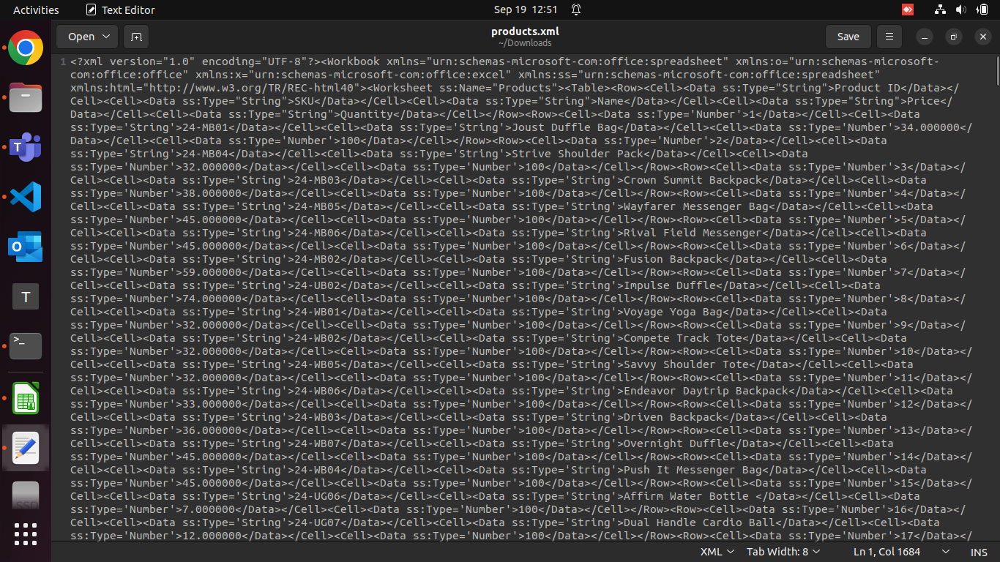 Activities
Text Editor
Sep 19 12:51
Open
products.xml
~/Downloads
Save
1 <?xml version="1.0" encoding="UTF-8"?><Workbook xmlns="urn:schemas-microsoft-com:office:spreadsheet" xmlns:o="urn:schemas-microsoft-
com:office:office" xmlns:x="urn:schemas-microsoft-com:office:excel" xmlns:ss="urn:schemas-microsoft-com:office:spreadsheet"
xmlns:html="http://www.w3.org/TR/REC-html40"><Worksheet ss:Name="Products"><Table><Row><Cell><Data ss:Type="String">Product ID</Data></
Cell><Cell><Data ss:Type="String">SKU</Data></Cell><Cell><Data ss:Type="String">Name</Data></Cell><Cell><Data ss:Type="String">Price</
Data></Cell><Cell><Data ss:Type="String">Quantity</Data></Cell></Row><Row><Cell><Data ss:Type='Number'>1</Data></Cell><Cell><Data
ss:Type='String'>24-MB01</Data></Cell><Cell><Data ss:Type='String'>Joust Duffle Bag</Data></Cell><Cell><Data ss:Type='Number'>34.000000</
Data></Cell><Cell><Data ss:Type='Number'>100</Data></Cell></Row><Row><Cell><Data ss:Type='Number'>2</Data></Cell><Cell><Data
ss:Type='String'>24-MB04</Data></Cell><Cell><Data ss:Type='String'>Strive Shoulder Pack</Data></Cell><Cell><Data
ss:Type='Number'>32.000000</Data></Cell><Cell><Data ss:Type='Number'>100</Data></Cell></Row><Row><Cell><Data ss:Type='Number'>3</Data></
Cell><Cell><Data ss:Type='String'>24-MB03</Data></Cell><Cell><Data ss:Type='String'>Crown Summit Backpack</Data></Cell><Cell><Data
ss:Type='Number'>38.000000</Data></Cell><Cell><Data ss:Type='Number'>100</Data></Cell></Row><Row><Cell><Data ss:Type='Number'>4</Data></
Cell><Cell><Data ss:Type='String'>24-MB05</Data></Cell><Cell><Data ss:Type='String'>Wayfarer Messenger Bag</Data></Cell><Cell><Data
ss:Type='Number'>45.000000</Data></Cell><Cell><Data ss:Type='Number'>100</Data></Cell></Row><Row><Cell><Data ss:Type='Number'>5</Data></
Cell><Cell><Data ss:Type='String'>24-MB06</Data></Cell><Cell><Data ss:Type='String'>Rival Field Messenger</Data></Cell><Cell><Data
ss:Type='Number'>45.000000</Data></Cell><Cell><Data ss:Type='Number'>100</Data></Cell></Row><Row><Cell><Data ss:Type='Number'>6</Data></
Cell><Cell><Data ss:Type='String'>24-MB02</Data></Cell><Cell><Data ss:Type='String'>Fusion Backpack</Data></Cell><Cell><Data
ss:Type='Number'>59.000000</Data></Cell><Cell><Data ss:Type='Number'>100</Data></Cell></Row><Row><Cell><Data ss:Type='Number'>7</Data></
Cell><Cell><Data ss:Type='String'>24-UB02</Data></Cell><Cell><Data ss:Type='String'>Impulse Duffle</Data></Cell><Cell><Data
ss:Type='Number'>74.000000</Data></Cell><Cell><Data ss:Type='Number'>100</Data></Cell></Row><Row><Cell><Data ss:Type='Number'>8</Data></
Cell><Cell><Data ss:Type='String'>24-WB01</Data></Cell><Cell><Data ss:Type='String'>Voyage Yoga Bag</Data></Cell><Cell><Data
ss:Type='Number'>32.000000</Data></Cell><Cell><Data ss:Type='Number'>100</Data></Cell></Row><Row><Cell><Data ss:Type='Number'>9</Data></
Cell><Cell><Data ss:Type='String'>24-WB02</Data></Cell><Cell><Data ss:Type='String'>Compete Track Tote</Data></Cell><Cell><Data
ss:Type='Number'>32.000000</Data></Cell><Cell><Data ss:Type='Number'>100</Data></Cell></Row><Row><Cell><Data ss:Type='Number'>10</Data></
Cell><Cell><Data ss:Type='String'>24-WB05</Data></Cell><Cell><Data ss:Type='String'>Savvy Shoulder Tote</Data></Cell><Cell><Data
ss:Type='Number'>32.000000</Data></Cell><Cell><Data ss:Type='Number'>100</Data></Cell></Row><Row><Cell><Data ss:Type='Number'>11</Data></
Cell><Cell><Data ss:Type='String'>24-WB06</Data></Cell><Cell><Data ss:Type='String'>Endeavor Daytrip Backpack</Data></Cell><Cell><Data
ss:Type='Number'>33.000000</Data></Cell><Cell><Data ss:Type='Number'>100</Data></Cell></Row><Row><Cell><Data ss:Type='Number'>12</Data></
Cell><Cell><Data ss:Type='String'>24-WB03</Data></Cell><Cell><Data ss:Type='String'>Driven Backpack</Data></Cell><Cell><Data
ss:Type='Number'>36.000000</Data></Cell><Cell><Data ss:Type='Number'>100</Data></Cell></Row><Row><Cell><Data ss:Type='Number'>13</Data></
Cell><Cell><Data ss:Type='String'>24-WB07</Data></Cell><Cell><Data ss:Type='String'>Overnight Duffle</Data></Cell><Cell><Data
ss:Type='Number'>45.000000</Data></Cell><Cell><Data ss:Type='Number'>100</Data></Cell></Row><Row><Cell><Data ss:Type='Number'>14</Data></
Cell><Cell><Data ss:Type='String'>24-WB04</Data></Cell><Cell><Data ss:Type='String'>Push It Messenger Bag</Data></Cell><Cell><Data
ss:Type='Number'>45.000000</Data></Cell><Cell><Data ss:Type='Number'>100</Data></Cell></Row><Row><Cell><Data ss:Type='Number'>15</Data></
Cell><Cell><Data ss:Type='String'>24-UG06</Data></Cell><Cell><Data ss:Type='String'>Affirm Water Bottle </Data></Cell><Cell><Data
ss:Type='Number'>7.000000</Data></Cell><Cell><Data ss:Type='Number'>100</Data></Cell></Row><Row><Cell><Data ss:Type='Number'>16</Data></
Cell><Cell><Data ss:Type='String'>24-UG07</Data></Cell><Cell><Data ss:Type='String'>Dual Handle Cardio Ball</Data></Cell><Cell><Data
ss:Type='Number'>12.000000</Data></Cell><Cell><Data ss:Type='Number'>100</Data></Cell></Row><Row><Cell><Data ss:Type='Number'>17</Data></
T
O
T
>_
SSD
XML
Tab Width: 8
Ln 1, Col 1684
INS